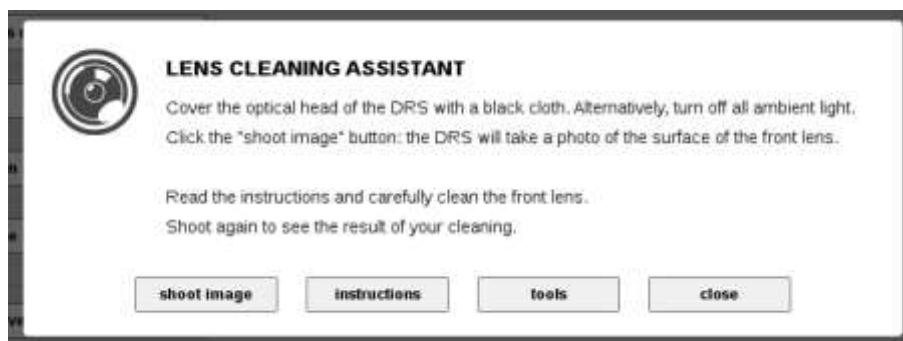 LENS CLEANING ASSISTANT
Cover the optical head of the DRS with a black cloth. Alternatively, turn off all ambient light.
Click the "shoot image" button: the DRS will take a photo of the surface of the front lens.
Read the instructions and carefully clean the front lens.
Shoot again to see the result of your cleaning.
shoot image instructions tools close